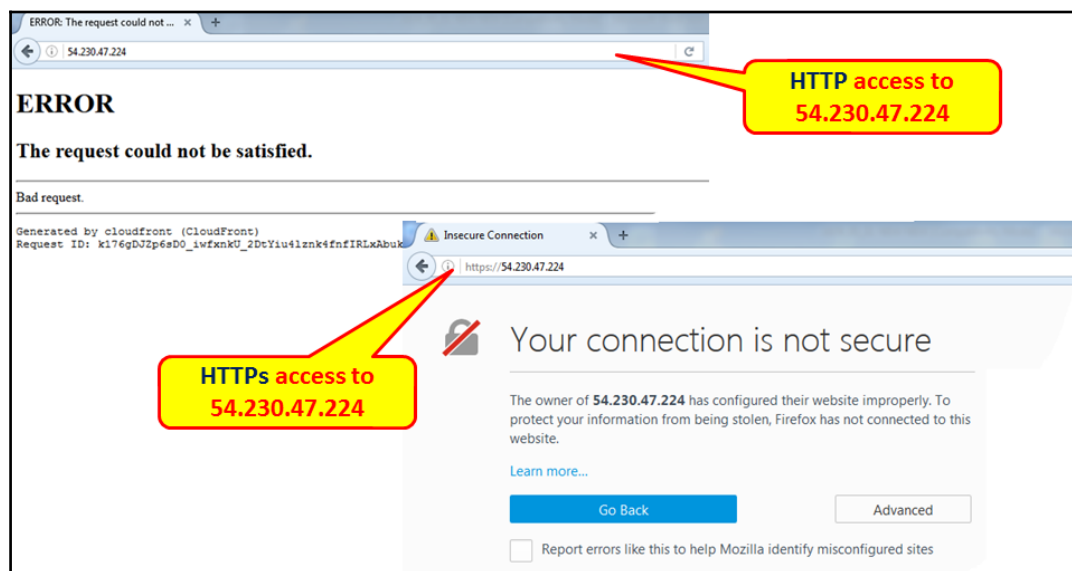 ERROR: The request could not ... × +
54.230.47.224
HTTP access to
54.230.47.224
ERROR
The request could not be satisfied.
Bad request.
Generated by cloudfront (CloudFront)
Request ID: k176gDJZp6sD0_iwfxnkU_2DtYiu4lznk4fnfIRLxAbuk
Insecure Connection × +
https://54.230.47.224
HTTPs access to
54.230.47.224
Your connection is not secure
The owner of 54.230.47.224 has configured their website improperly. To
protect your information from being stolen, Firefox has not connected to this
website.
Learn more...
Go Back
Advanced
Report errors like this to help Mozilla identify misconfigured sites